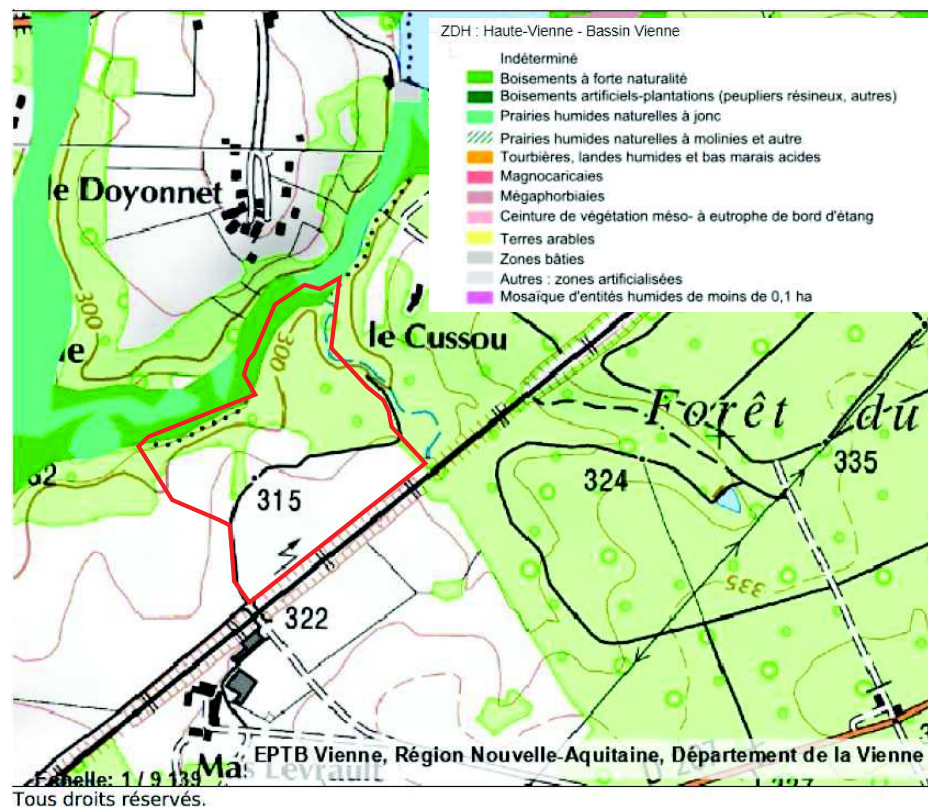 ZDH : Haute-Vienne - Bassin Vienne
Indéterminé
Boisements à forte naturalité
Boisements artificiels-plantations (peupliers résineux, autres)
Prairies humides naturelles à jonc
Prairies humides naturelles à molinies et autre
Tourbières, landes humides et bas marais acides
Magnocaricaies
Mégaphorbiaies
Ceinture de végétation méso- à eutrophe de bord d'étang
Terres arables
Zones bâties
Autres : zones artificialisées
Mosaïque d'entités humides de moins de 0,1 ha
le Doyonnet
300
300
le Cussou
Forêt du
315
324
335
335
322
EPTB Vienne, Région Nouvelle-Aquitaine, Département de la Vienne
Mas Levrault
Echelle: 1 / 9 139
Tous droits réservés.